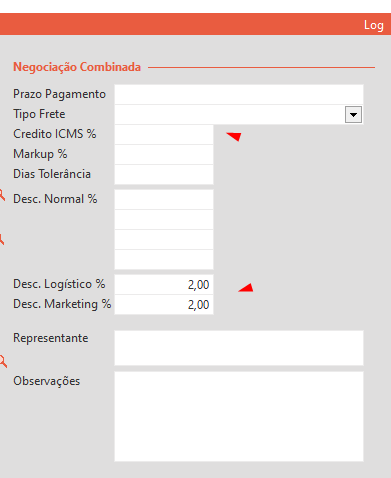 Log
Negociação Combinada
Prazo Pagamento
Tipo Frete
Credito ICMS %
Markup %
Dias Tolerância
Desc. Normal %
Desc. Logístico % 2,00
Desc. Marketing % 2,00
Representante
Observações